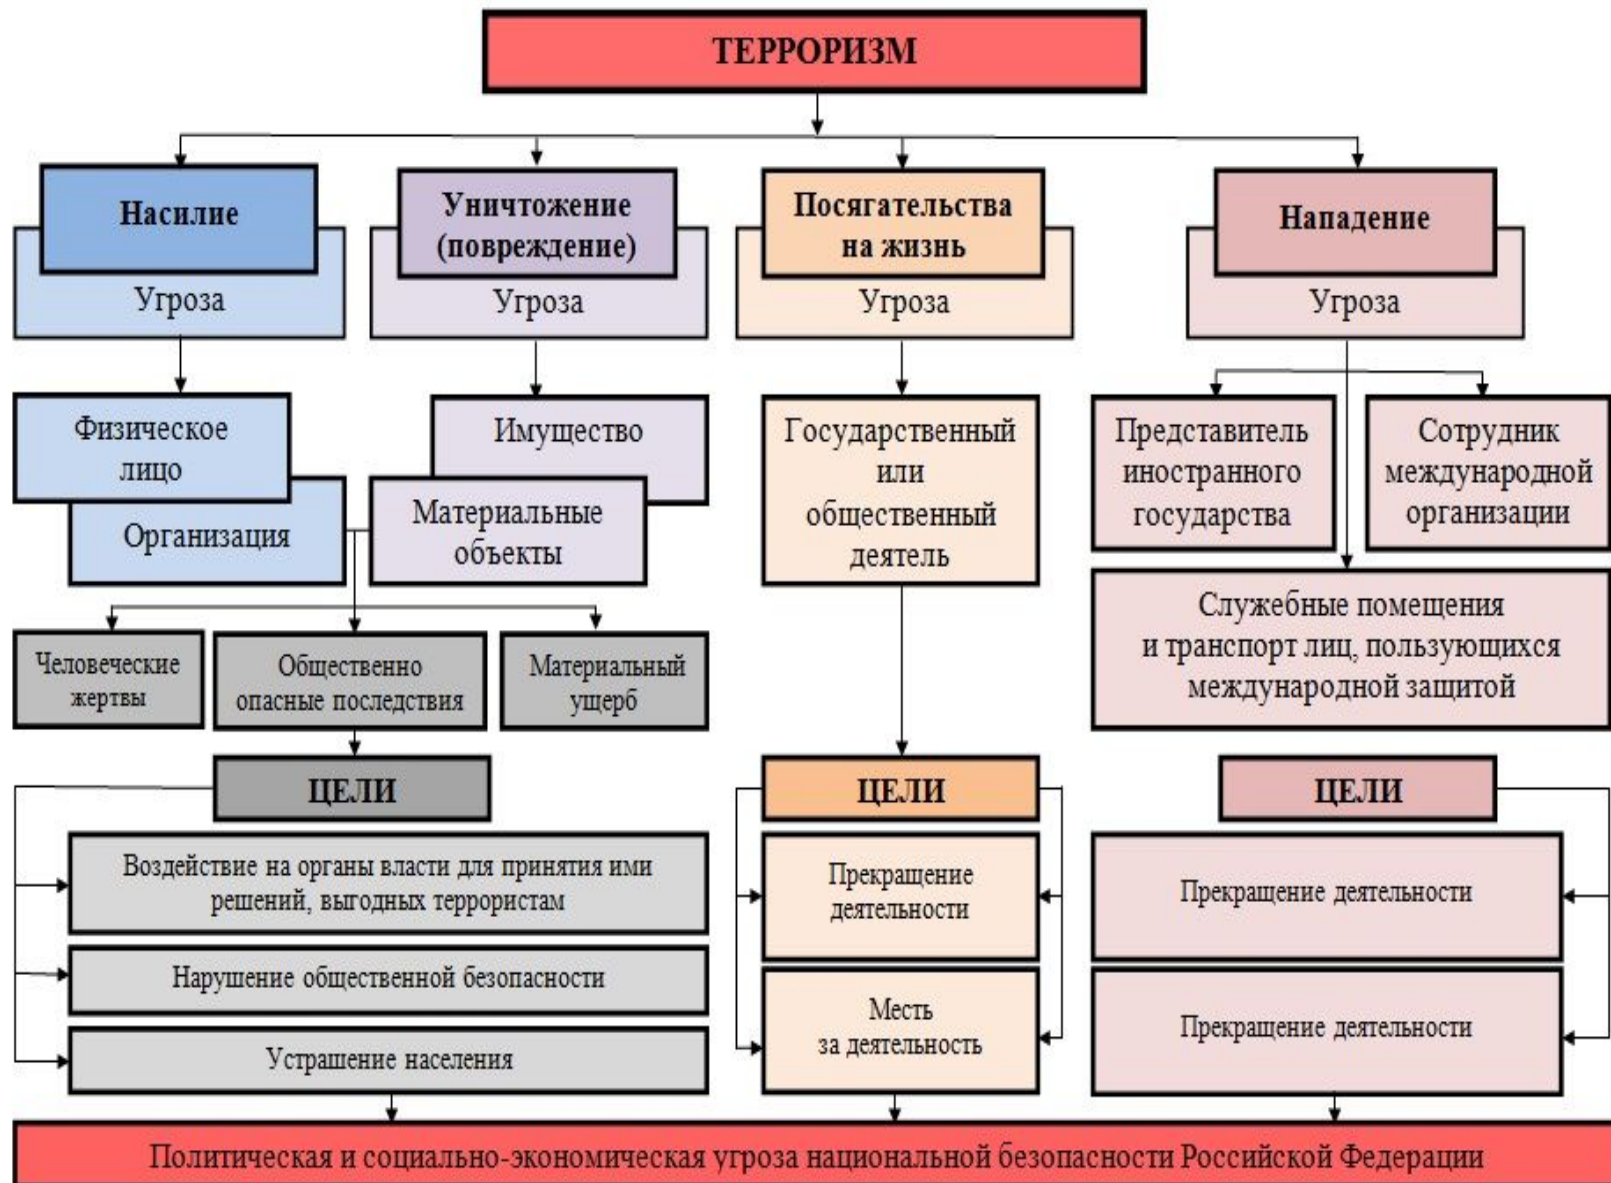 ТЕРРОРИЗМ
Насилие
Угроза
Уничтожение
(повреждение)
Угроза
Посягательства
на жизнь
Угроза
Нападение
Угроза
Физическое
лицо
Организация
Имущество
Материальные
объекты
Государственный
или
общественный
деятель
Представитель
иностранного
государства
Сотрудник
международной
организации
Служебные помещения
и транспорт лиц, пользующихся
международной защитой
Человеческие
жертвы
Общественно
опасные последствия
Материальный
ущерб
ЦЕЛИ
Воздействие на органы власти для принятия ими
решений, выгодных террористам
Нарушение общественной безопасности
Устрашение населения
ЦЕЛИ
Прекращение
деятельности
Месть
за деятельность
ЦЕЛИ
Прекращение деятельности
Прекращение деятельности
Политическая и социально-экономическая угроза национальной безопасности Российской Федерации